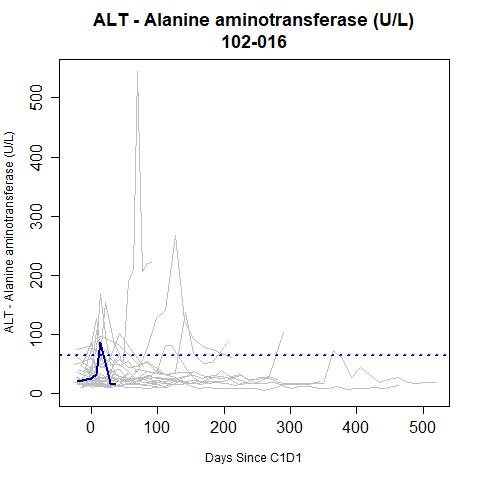 ALT - Alanine aminotransferase (U/L)
102-016
ALT - Alanine aminotransferase (U/L)
500
400
300
200
100
0
0 100 200 300 400 500
Days Since C1D1